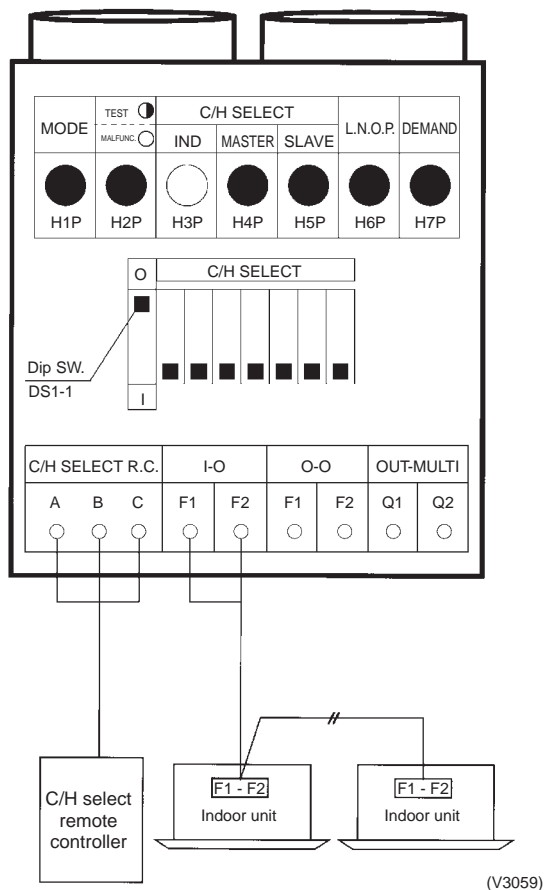 MODE TEST C/H SELECT L.N.O.P. DEMAND
MALFUNC. IND MASTER SLAVE
H1P H2P H3P H4P H5P H6P H7P
O C/H SELECT
Dip SW.
DS1-1
I
C/H SELECT R.C. I-O O-O OUT-MULTI
A B C F1 F2 F1 F2 Q1 Q2
C/H select
remote
controller
F1 - F2
Indoor unit
F1 - F2
Indoor unit
(V3059)